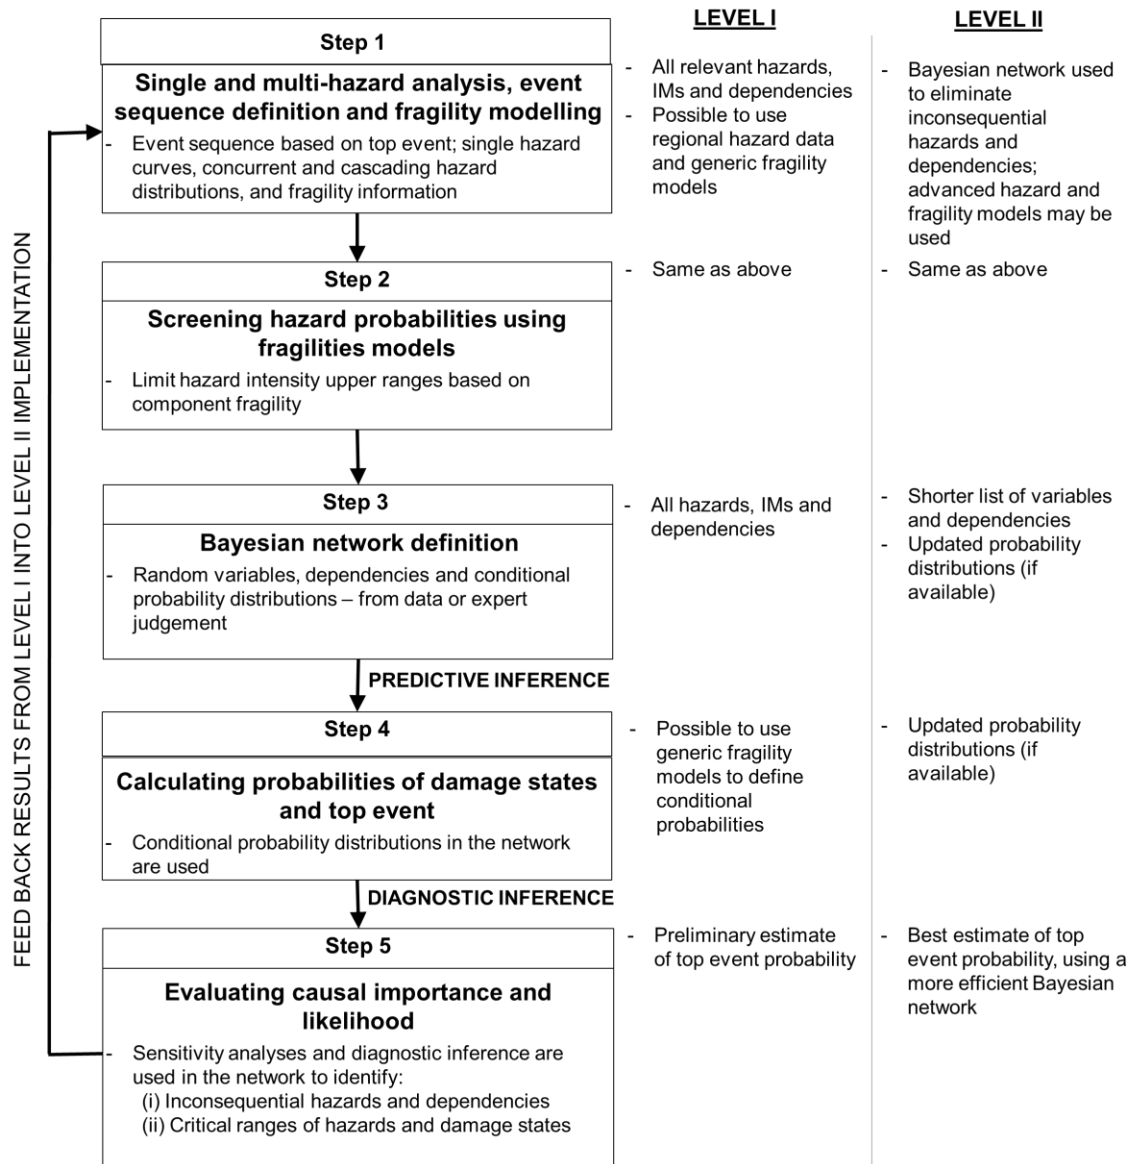 LEVEL I
LEVEL II
Step 1
Single and multi-hazard analysis, event
sequence definition and fragility modelling
- Event sequence based on top event; single hazard
curves, concurrent and cascading hazard
distributions, and fragility information
- All relevant hazards,
IMs and dependencies
- Possible to use
regional hazard data
and generic fragility
models
- Bayesian network used
to eliminate
inconsequential
hazards and
dependencies;
advanced hazard and
fragility models may be
used
Step 2
Screening hazard probabilities using
fragilities models
- Limit hazard intensity upper ranges based on
component fragility
- Same as above
- Same as above
Step 3
Bayesian network definition
- Random variables, dependencies and conditional
probability distributions – from data or expert
judgement
- All hazards, IMs and
dependencies
- Shorter list of variables
and dependencies
- Updated probability
distributions (if
available)
PREDICTIVE INFERENCE
Step 4
Calculating probabilities of damage states
and top event
- Conditional probability distributions in the network
are used
- Possible to use
generic fragility
models to define
conditional
probabilities
- Updated probability
distributions (if
available)
DIAGNOSTIC INFERENCE
Step 5
Evaluating causal importance and
likelihood
- Sensitivity analyses and diagnostic inference are
used in the network to identify:
(i) Inconsequential hazards and dependencies
(ii) Critical ranges of hazards and damage states
- Preliminary estimate
of top event probability
- Best estimate of top
event probability, using a
more efficient Bayesian
network
FEED BACK RESULTS FROM LEVEL I INTO LEVEL II IMPLEMENTATION